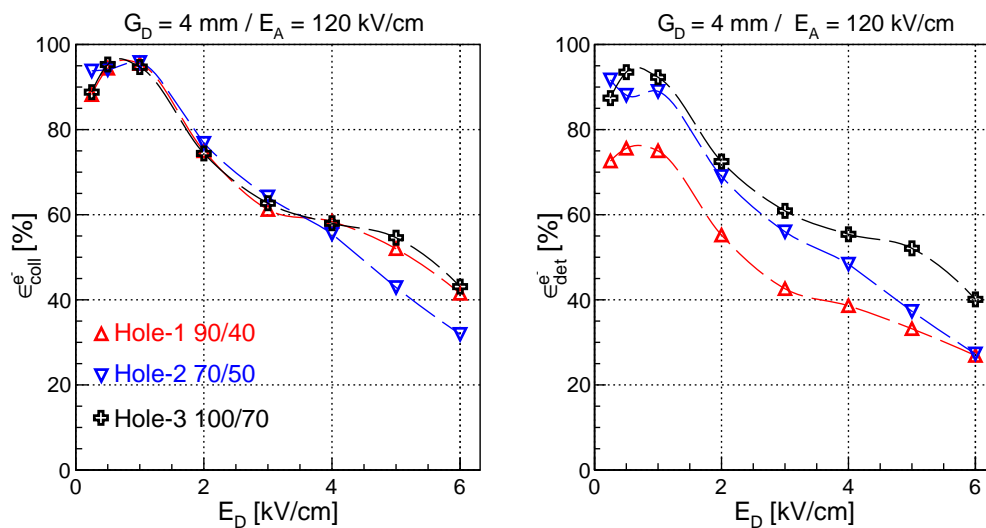 G_D = 4 mm / E_A = 120 kV/cm
100
80
60
40
20
0
ϵ^{e-}_{coll} [%]
Hole-1 90/40
Hole-2 70/50
Hole-3 100/70
0 2 4 6
E_D [kV/cm]
G_D = 4 mm / E_A = 120 kV/cm
100
80
60
40
20
0
ϵ^{e-}_{det} [%]
0 2 4 6
E_D [kV/cm]